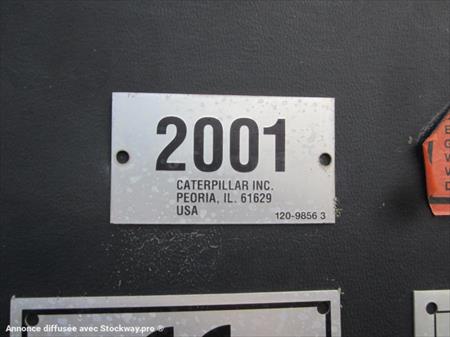 2001
CATERPILLAR INC.
PEORIA, IL. 61629
USA
120-9856 3
Annonce diffusée avec Stockway.pro ®